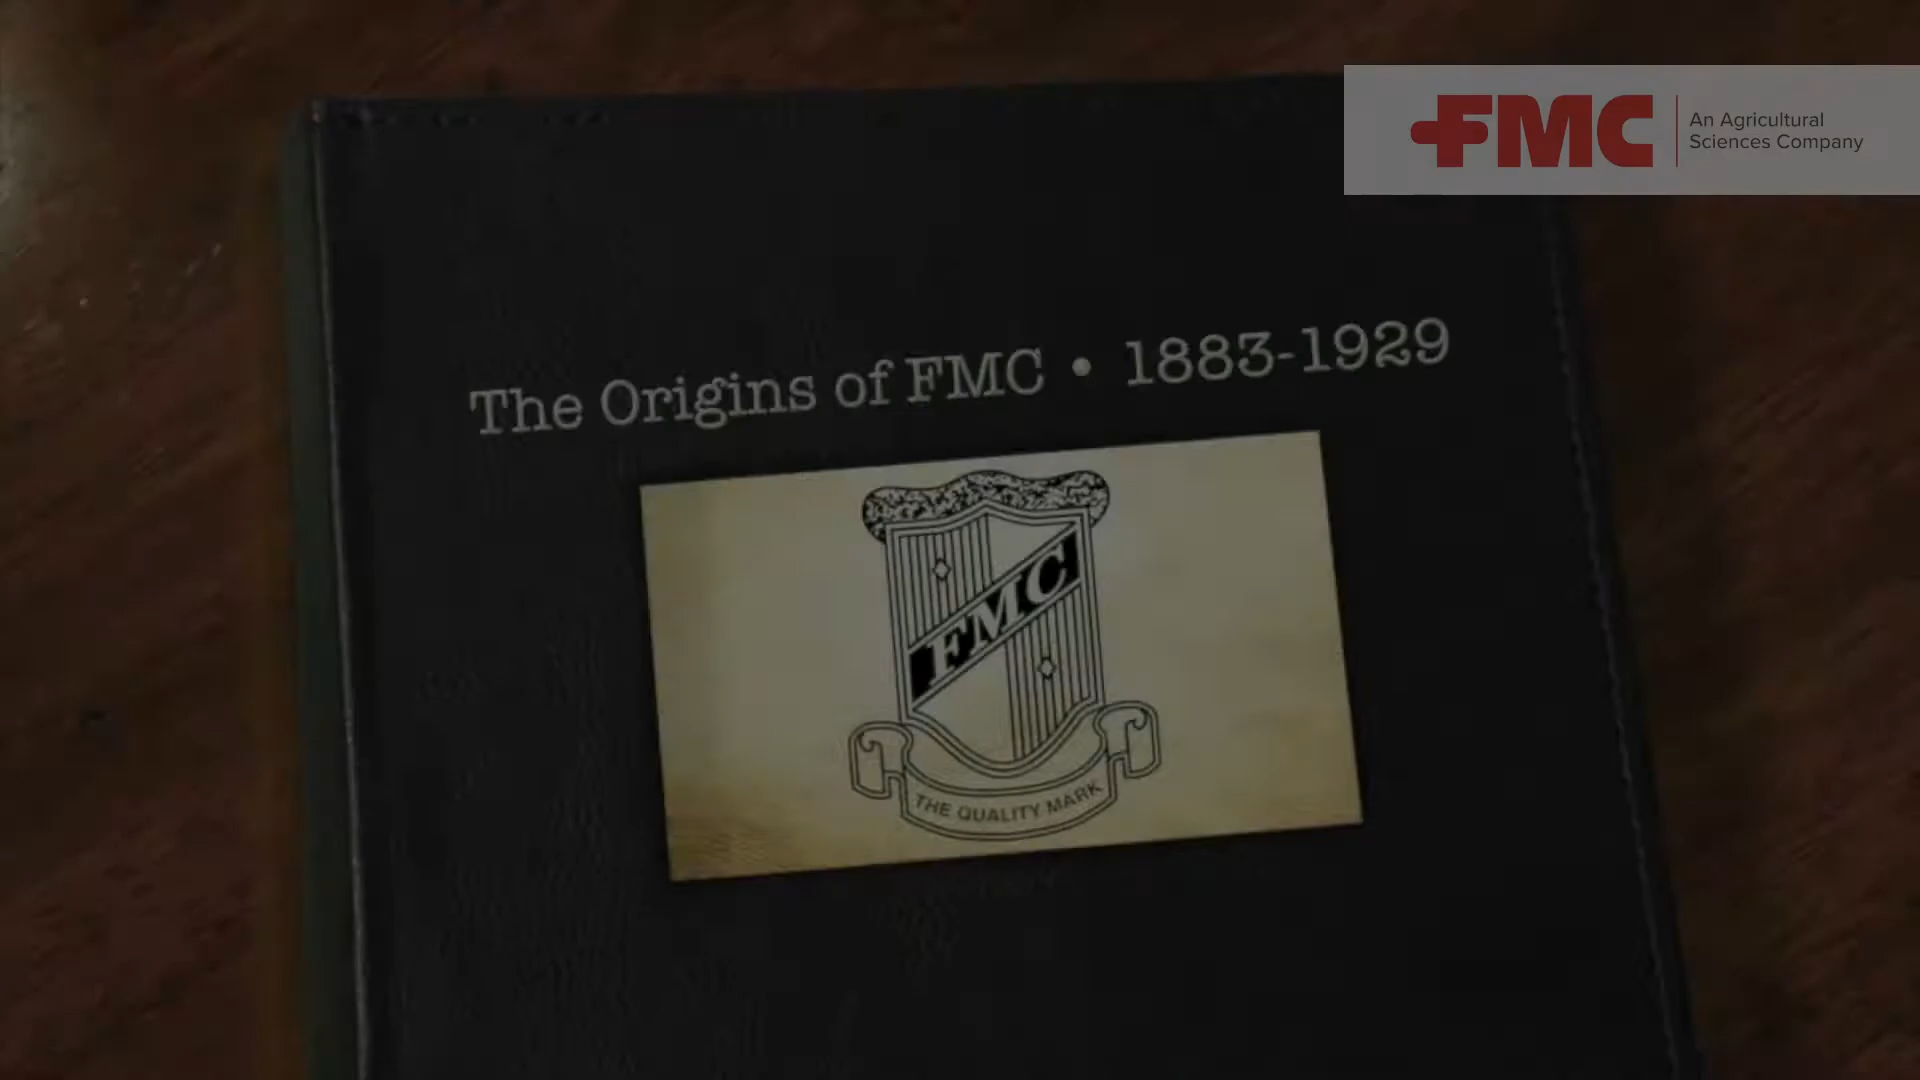 FMC
An Agricultural
Sciences Company
The Origins of FMC • 1883-1929
FMC
THE QUALITY MARK